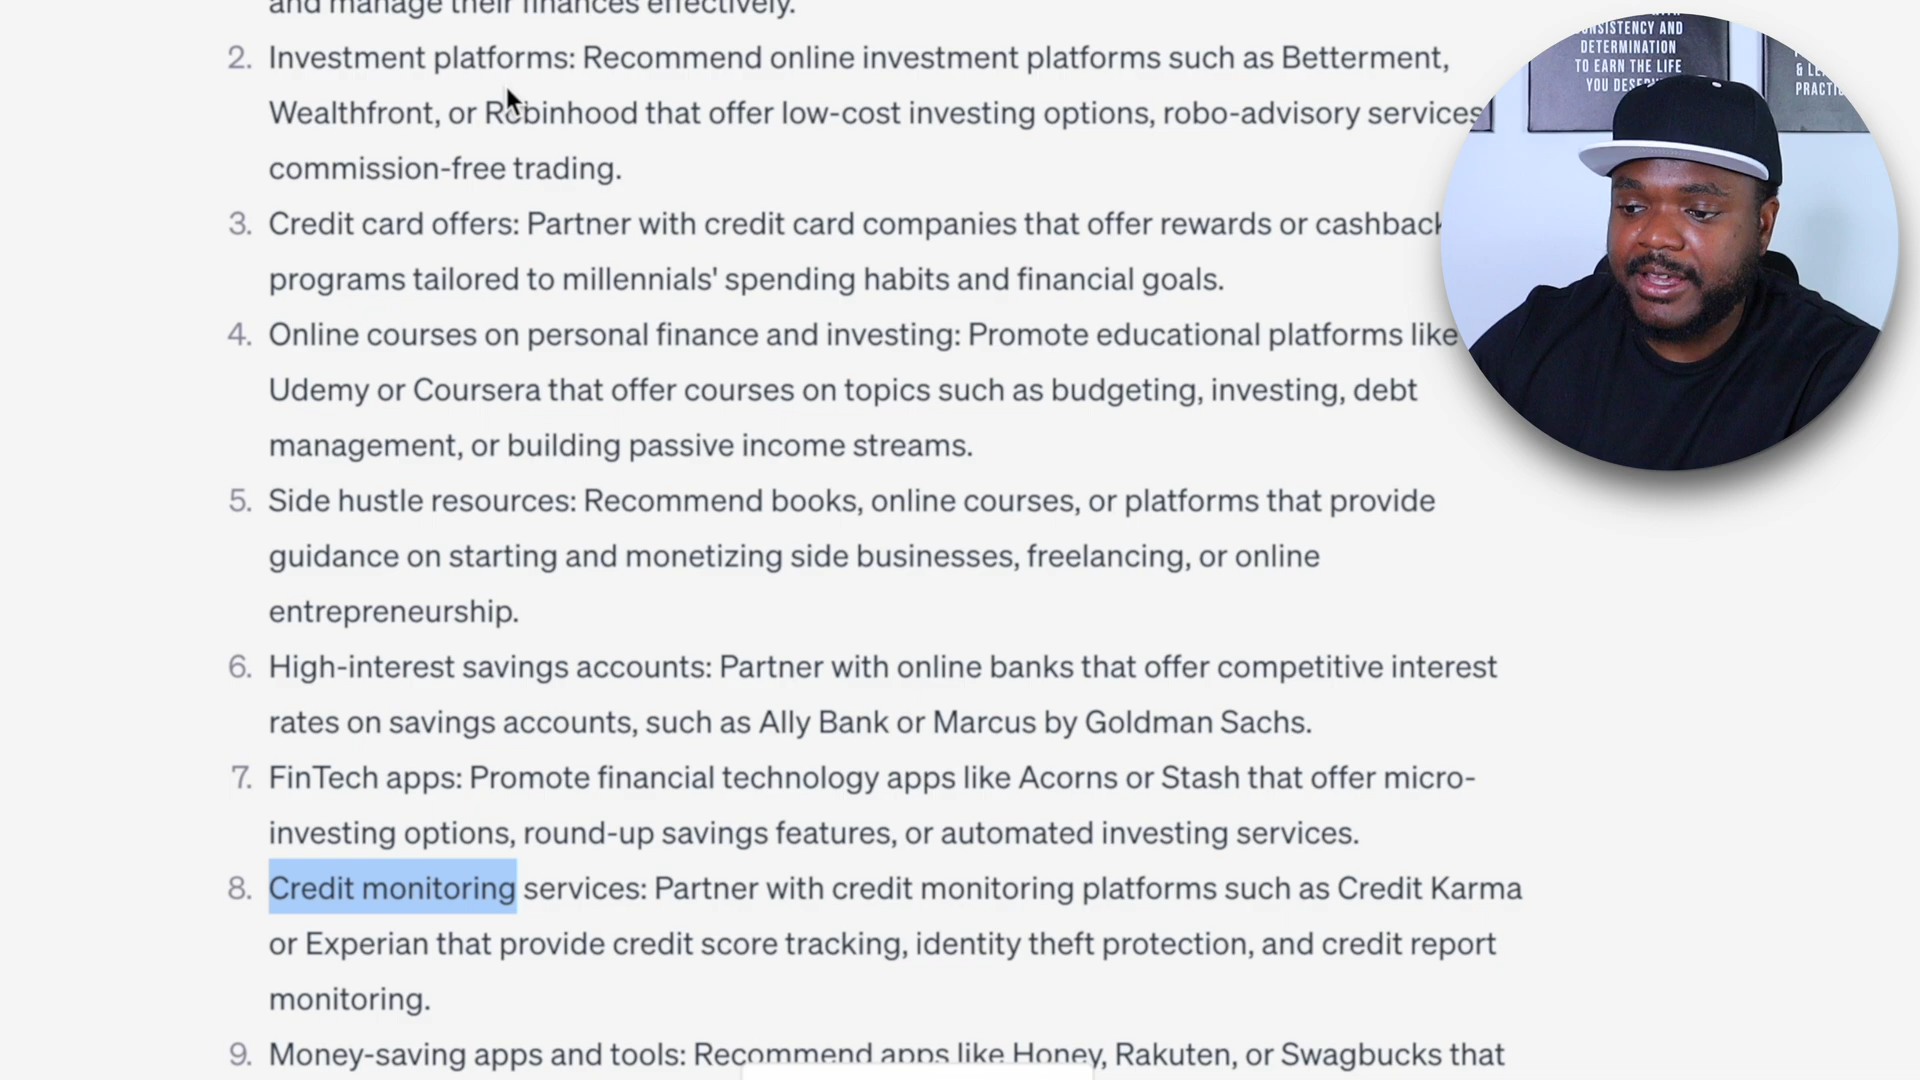 and manage their finances effectively.
2. Investment platforms: Recommend online investment platforms such as Betterment,
Wealthfront, or Robinhood that offer low-cost investing options, robo-advisory services
commission-free trading.
3. Credit card offers: Partner with credit card companies that offer rewards or cashback
programs tailored to millennials' spending habits and financial goals.
4. Online courses on personal finance and investing: Promote educational platforms like
Udemy or Coursera that offer courses on topics such as budgeting, investing, debt
management, or building passive income streams.
5. Side hustle resources: Recommend books, online courses, or platforms that provide
guidance on starting and monetizing side businesses, freelancing, or online
entrepreneurship.
6. High-interest savings accounts: Partner with online banks that offer competitive interest
rates on savings accounts, such as Ally Bank or Marcus by Goldman Sachs.
7. FinTech apps: Promote financial technology apps like Acorns or Stash that offer micro-
investing options, round-up savings features, or automated investing services.
8. Credit monitoring services: Partner with credit monitoring platforms such as Credit Karma
or Experian that provide credit score tracking, identity theft protection, and credit report
monitoring.
9. Money-saving apps and tools: Recommend apps like Honey, Rakuten, or Swagbucks that
AND
DETERMINATION
TO EARN THE LIFE
YOU